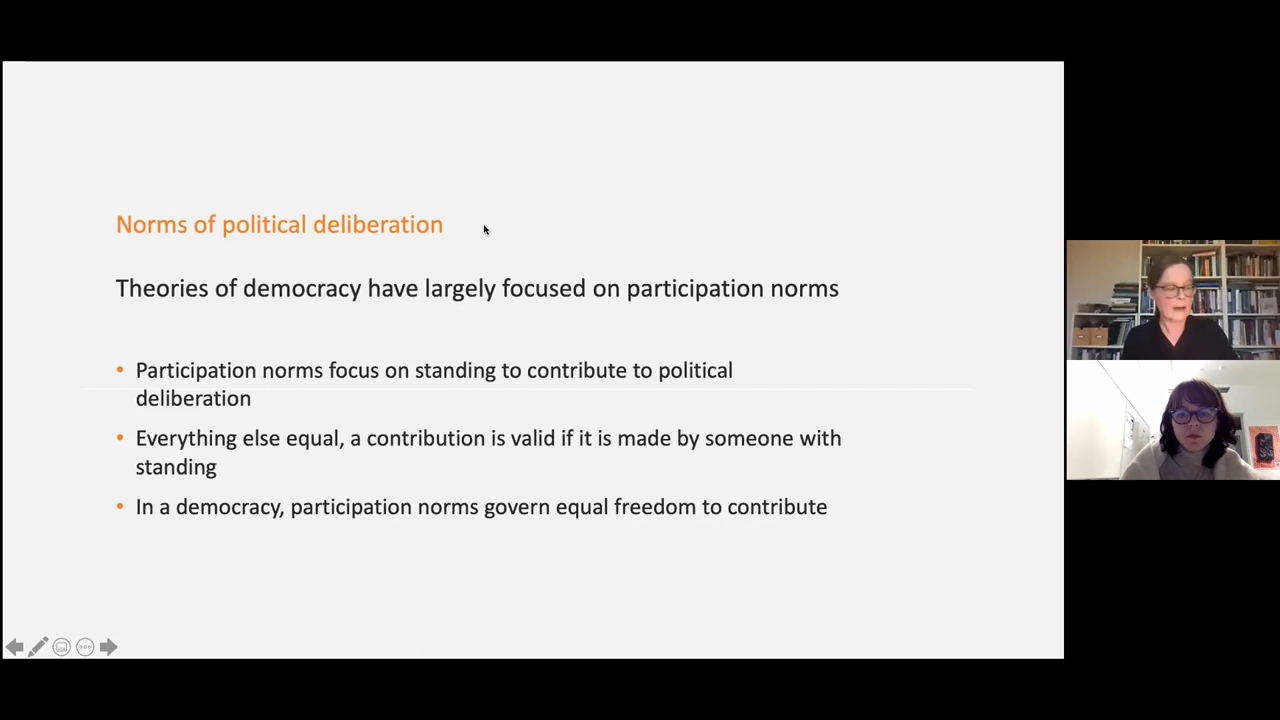 Norms of political deliberation
Theories of democracy have largely focused on participation norms
• Participation norms focus on standing to contribute to political
deliberation
• Everything else equal, a contribution is valid if it is made by someone with
standing
• In a democracy, participation norms govern equal freedom to contribute